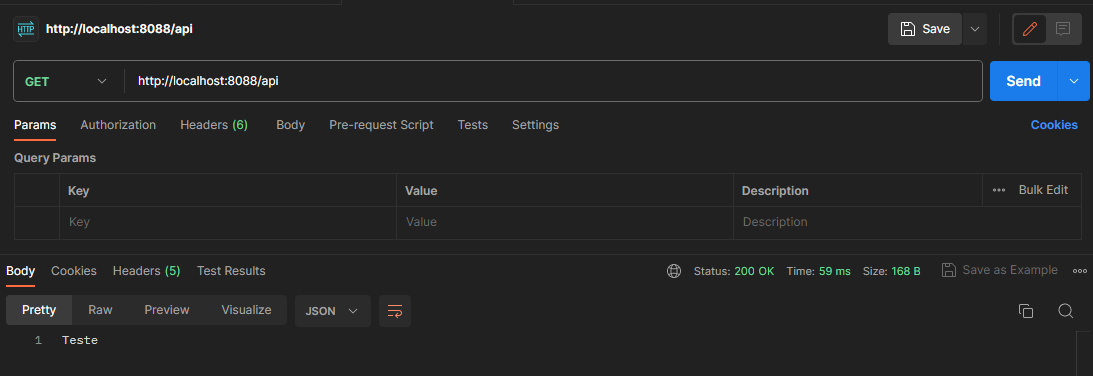 HTTP http://localhost:8088/api Save
GET http://localhost:8088/api Send
Params Authorization Headers (6) Body Pre-request Script Tests Settings Cookies
Query Params
Key Value Description ••• Bulk Edit
Key Value Description
Body Cookies Headers (5) Test Results Status: 200 OK Time: 59 ms Size: 168 B Save as Example •••
Pretty Raw Preview Visualize JSON
1 Teste